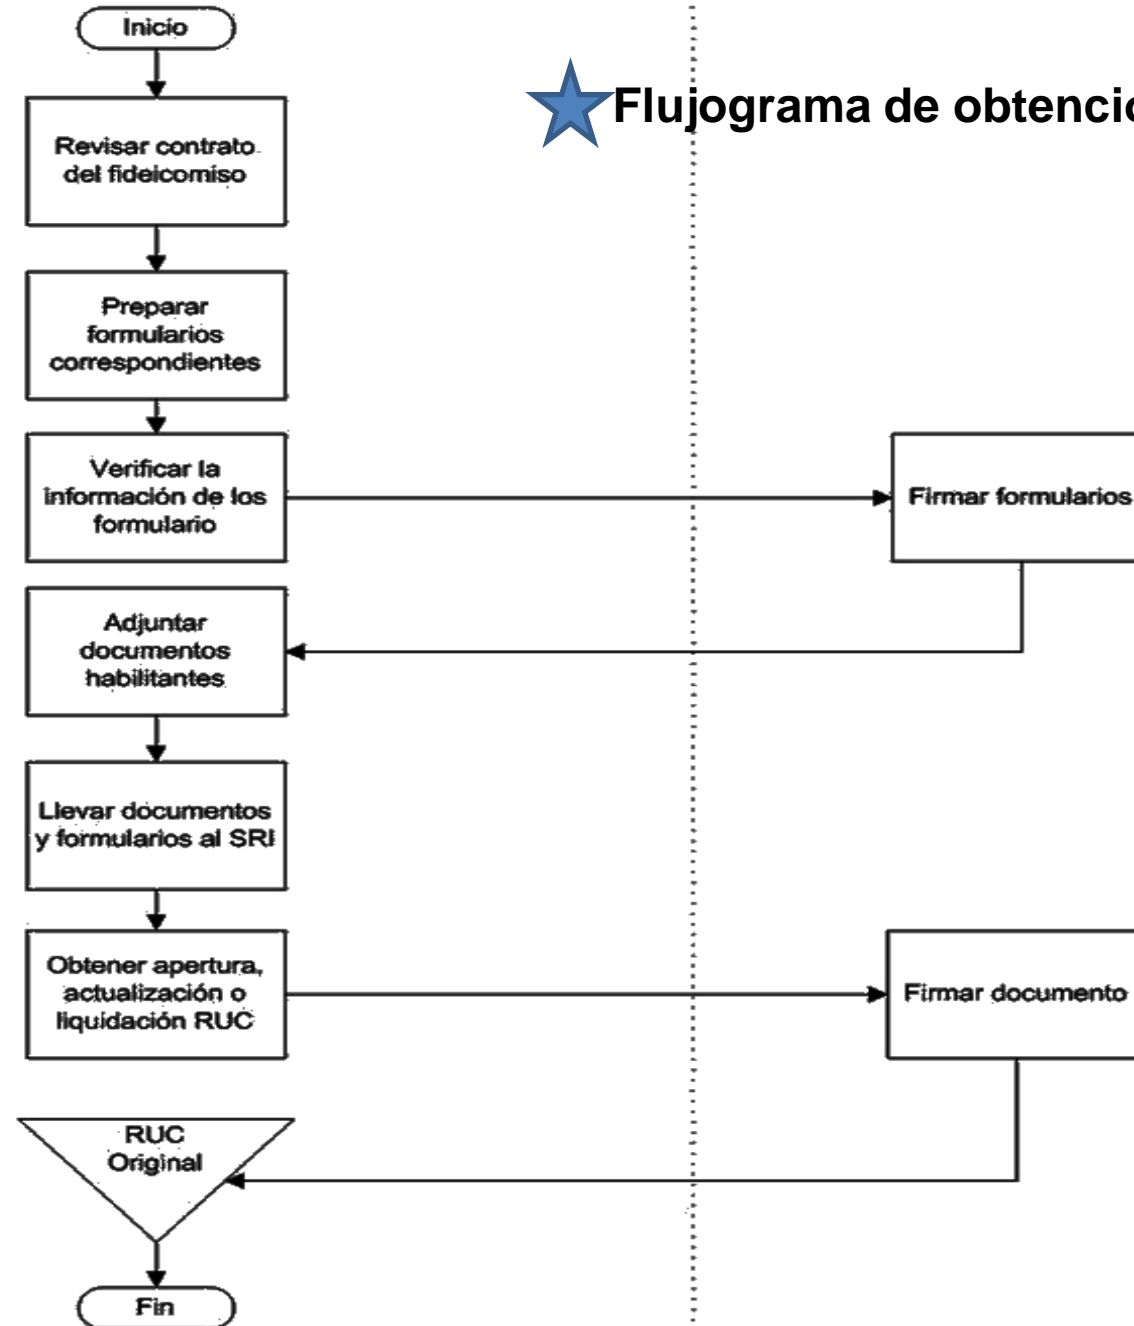 Inicio
Flujograma de obtenció
Revisar contrato
del fideicomiso
Preparar
formularios
correspondientes
Verificar la
información de los
formulario
Firmar formularios
Adjuntar
documentos
habilitantes
Llevar documentos
y formularios al SRI
Obtener apertura,
actualización o
liquidación RUC
Firmar documento
RUC
Original
Fin